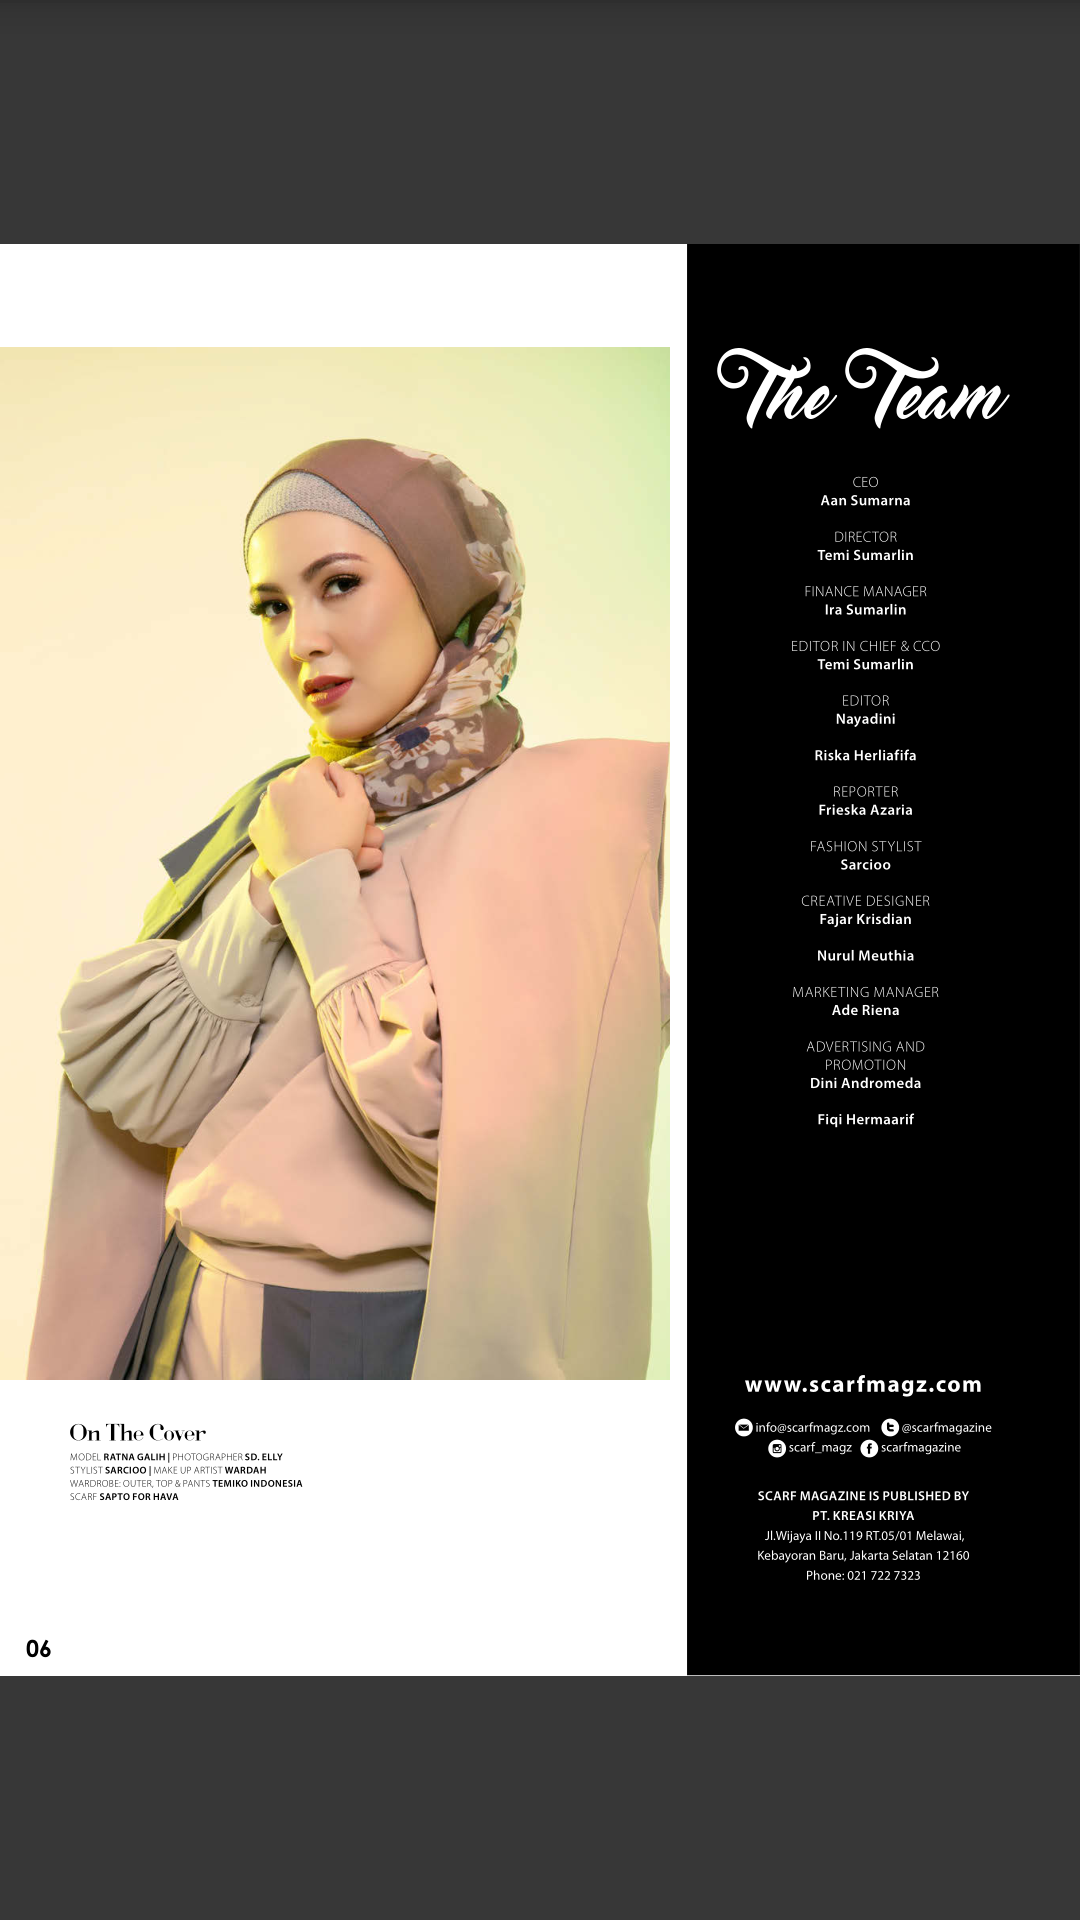 The Team
CEO
Aan Sumarna
DIRECTOR
Temi Sumarlin
FINANCE MANAGER
Ira Sumarlin
EDITOR IN CHIEF & CCO
Temi Sumarlin
EDITOR
Nayadini
Riska Herliafifa
REPORTER
Frieska Azaria
FASHION STYLIST
Sarcioo
CREATIVE DESIGNER
Fajar Krisdian
Nurul Meuthia
MARKETING MANAGER
Ade Riena
ADVERTISING AND
PROMOTION
Dini Andromeda
Fiqi Hermaarif
www.scarfmagz.com
info@scarfmagz.com @scarfmagazine
scarf_magz scarfmagazine
SCARF MAGAZINE IS PUBLISHED BY
PT. KREASI KRIYA
Jl.Wijaya II No.119 RT.05/01 Melawai,
Kebayoran Baru, Jakarta Selatan 12160
Phone: 021 722 7323
On The Cover
MODEL RATNA GALIH | PHOTOGRAPHER SD. ELLY
STYLIST SARCIOO | MAKE UP ARTIST WARDAH
WARDROBE: OUTER, TOP & PANTS TEMIKO INDONESIA
SCARF SAPTO FOR HAVA
06